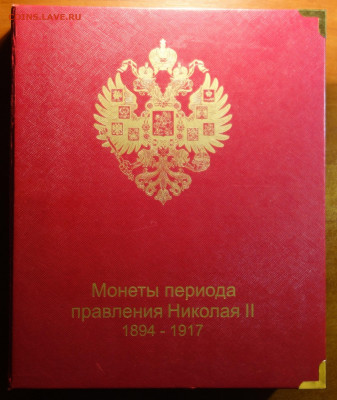 COINS.LAVE.RU
Монеты периода
правления Николая II
1894 - 1917